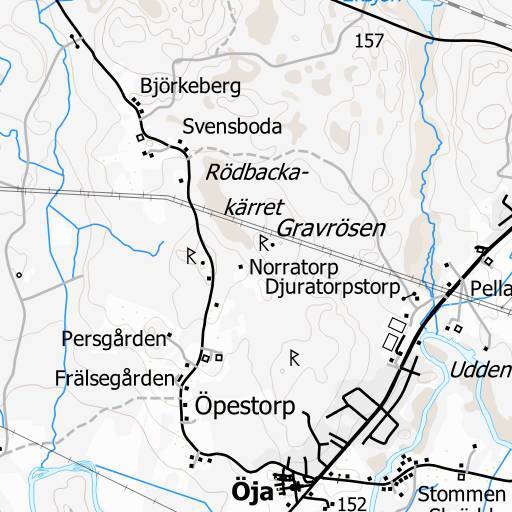 157
Björkeberg
Svensboda
Rödbacka-
kärret
Gravrösen
R
R
Norratorp
Djuratorpstorp
Pella
Persgården
R
Frälsegården
Udden
Öpestorp
Öja
152
Stommen